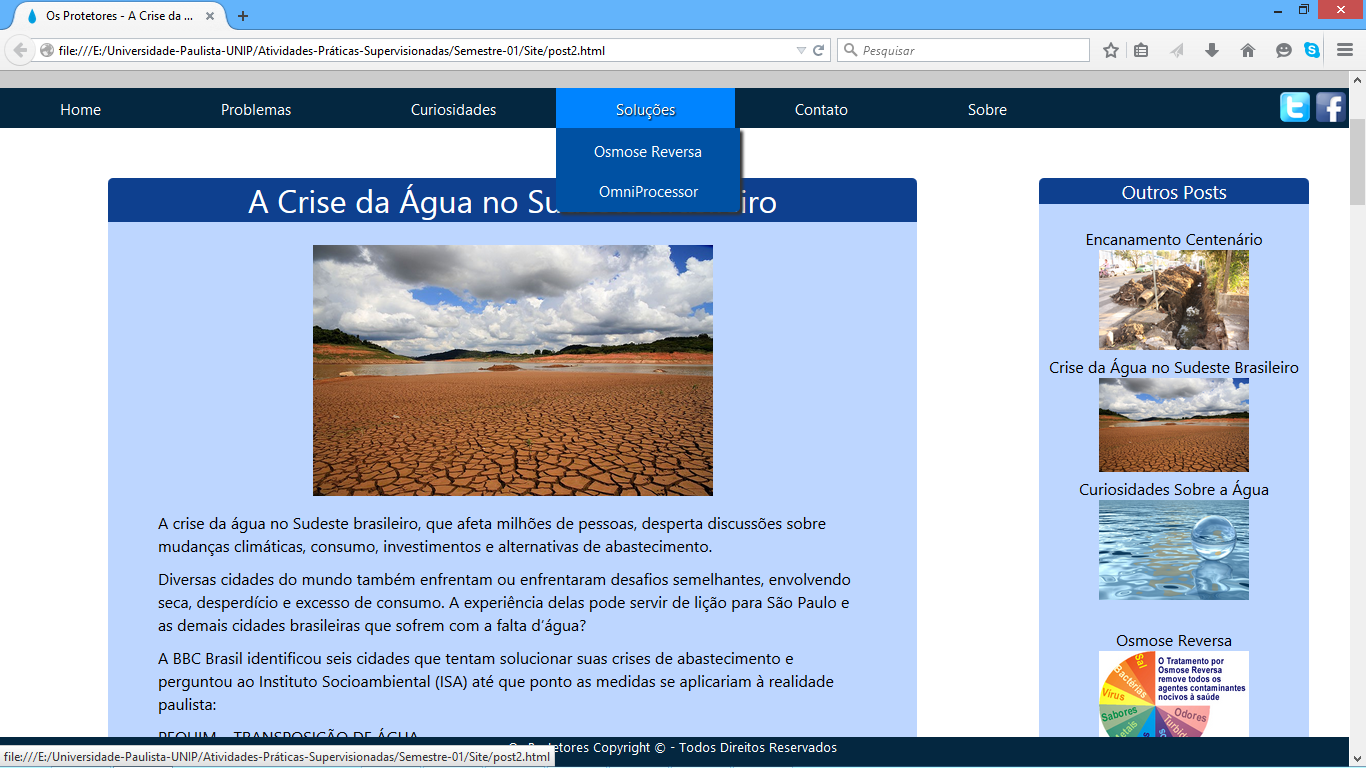 Os Protetores - A Crise da ...
file:///E:/Universidade-Paulista-UNIP/Atividades-Práticas-Supervisionadas/Semestre-01/Site/post2.html
Pesquisar
Home Problemas Curiosidades Soluções Contato Sobre
Osmose Reversa
OmniProcessor
A Crise da Água no Su iro
A crise da água no Sudeste brasileiro, que afeta milhões de pessoas, desperta discussões sobre
mudanças climáticas, consumo, investimentos e alternativas de abastecimento.
Diversas cidades do mundo também enfrentam ou enfrentaram desafios semelhantes, envolvendo
seca, desperdício e excesso de consumo. A experiência delas pode servir de lição para São Paulo e
as demais cidades brasileiras que sofrem com a falta d’água?
A BBC Brasil identificou seis cidades que tentam solucionar suas crises de abastecimento e
perguntou ao Instituto Socioambiental (ISA) até que ponto as medidas se aplicariam à realidade
paulista:
PEQUIM – TRANSPOSIÇÃO DE ÁGUA
Outros Posts
Encanamento Centenário
Crise da Água no Sudeste Brasileiro
Curiosidades Sobre a Água
Osmose Reversa
O Tratamento por
Osmose Reversa
remove todos os
agentes contaminantes
nocivos à saúde
Sal
Bactérias
Vírus
Sabores
Metais
Odores
Os Protetores Copyright © - Todos Direitos Reservados
file:///E:/Universidade-Paulista-UNIP/Atividades-Práticas-Supervisionadas/Semestre-01/Site/post2.html